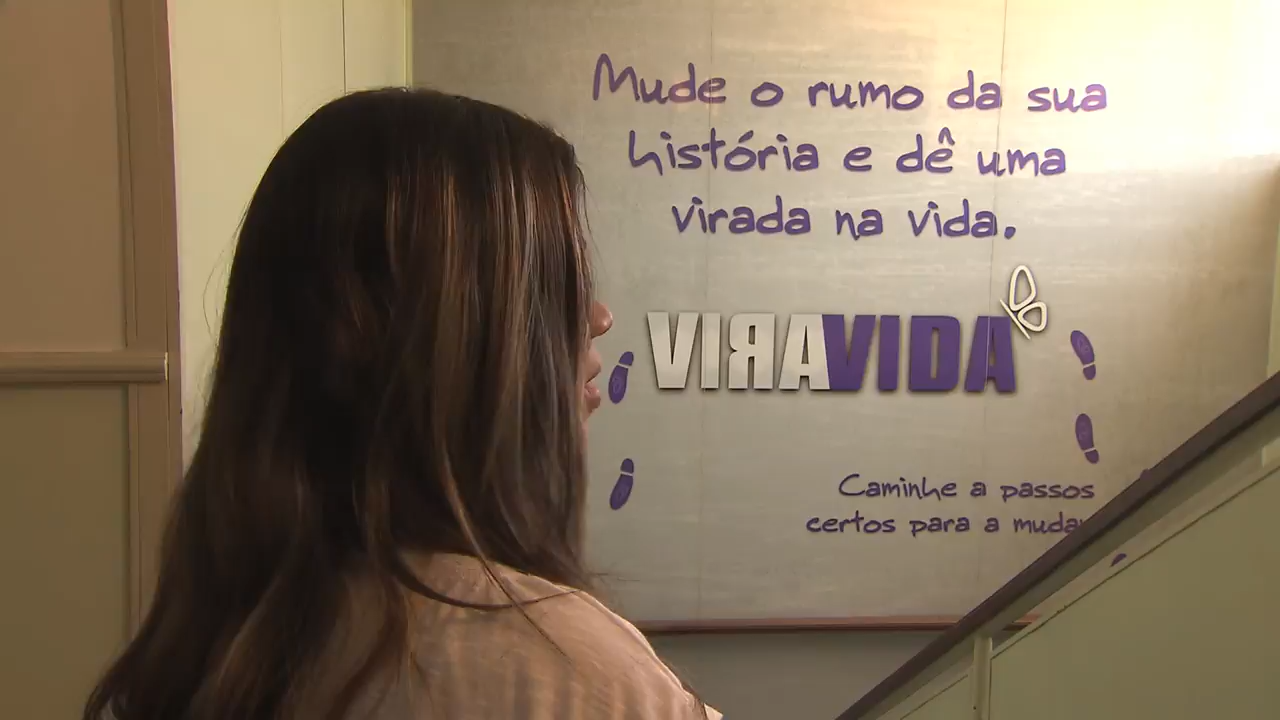 Mude o rumo da sua
história e dê uma
virada na vida.
VIRAVIDA
Caminhe a passos
certos para a